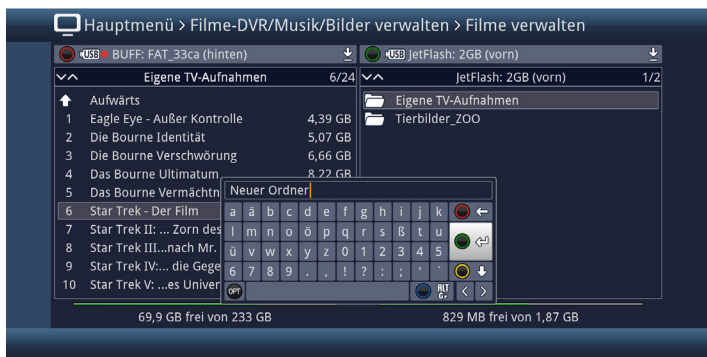 Hauptmenü > Filme-DVR/Musik/Bilder verwalten > Filme verwalten
USB BUFF: FAT_33ca (hinten)
USB JetFlash: 2GB (vorn)
Eigene TV-Aufnahmen 6/24
JetFlash: 2GB (vorn) 1/2
Aufwärts
1 Eagle Eye - Außer Kontrolle 4,39 GB
2 Die Bourne Identität 5,07 GB
3 Die Bourne Verschwörung 6,66 GB
4 Das Bourne Ultimatum 8,22 GB
5 Das Bourne Vermächtn
6 Star Trek - Der Film
7 Star Trek II: ... Zorn des
8 Star Trek III...nach Mr.
9 Star Trek IV:... die Gege
10 Star Trek V: ...es Univer
Eigene TV-Aufnahmen
Tierbilder_ZOO
Neuer Ordner
a ä b c d e f g h i j k
l m n o ö p q r s ß t u
ü v w x y z 0 1 2 3 4 5
6 7 8 9 . , ! ? : ; ' `
OPT ALT Gr < >
69,9 GB frei von 233 GB
829 MB frei von 1,87 GB